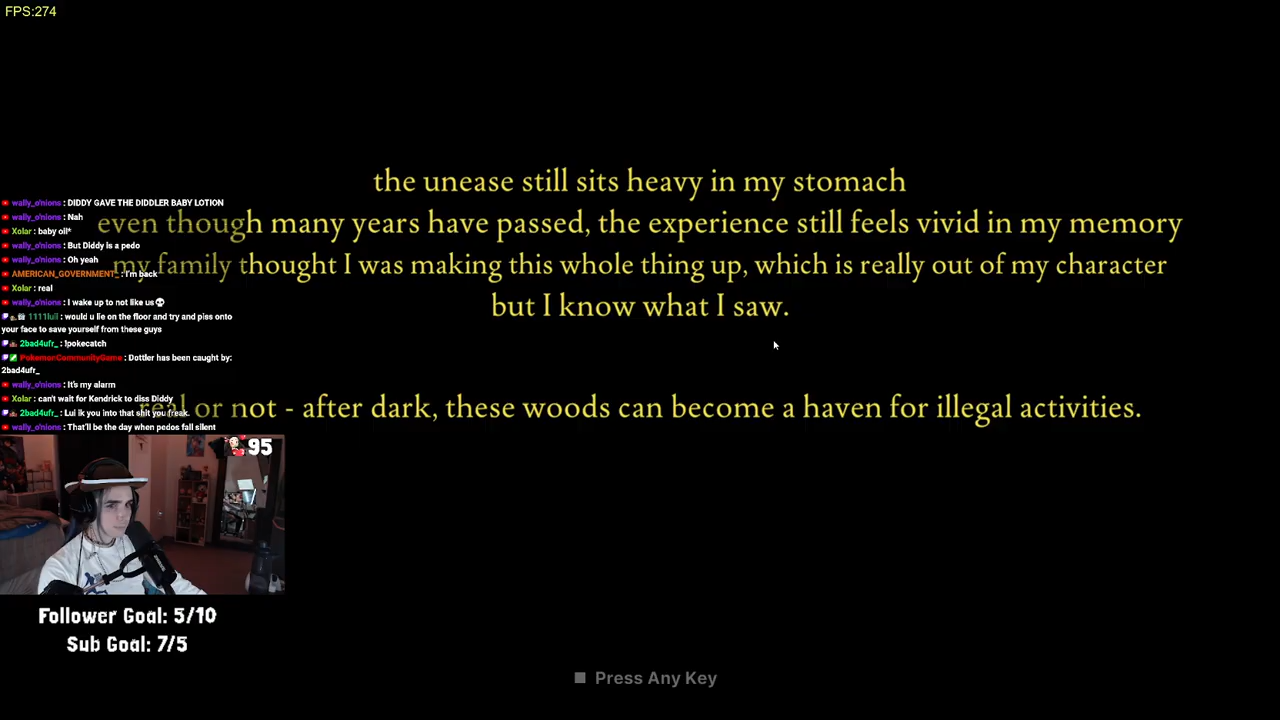 FPS:274
the unease still sits heavy in my stomach
even though many years have passed, the experience still feels vivid in my memory
my family thought I was making this whole thing up, which is really out of my character
but I know what I saw.
real or not - after dark, these woods can become a haven for illegal activities.
wally_o'nions : DIDDY GAVE THE DIDDLER BABY LOTION
wally_o'nions : Nah
Xolar : baby oil*
wally_o'nions : But Diddy is a pedo
wally_o'nions : Oh yeah
AMERICAN_GOVERNMENT_ : I'm back
Xolar : real
wally_o'nions : I wake up to not like us💀
1111luii : would u lie on the floor and try and piss onto
your face to save yourself from these guys
2bad4ufr_ : !pokecatch
PokemonCommunityGame : Dottler has been caught by:
2bad4ufr_
wally_o'nions : It's my alarm
Xolar : can't wait for Kendrick to diss Diddy
2bad4ufr_ : Lui ik you into that shit you freak.
wally_o'nions : That'll be the day when pedos fall silent
95
Follower Goal: 5/10
Sub Goal: 7/5
Press Any Key